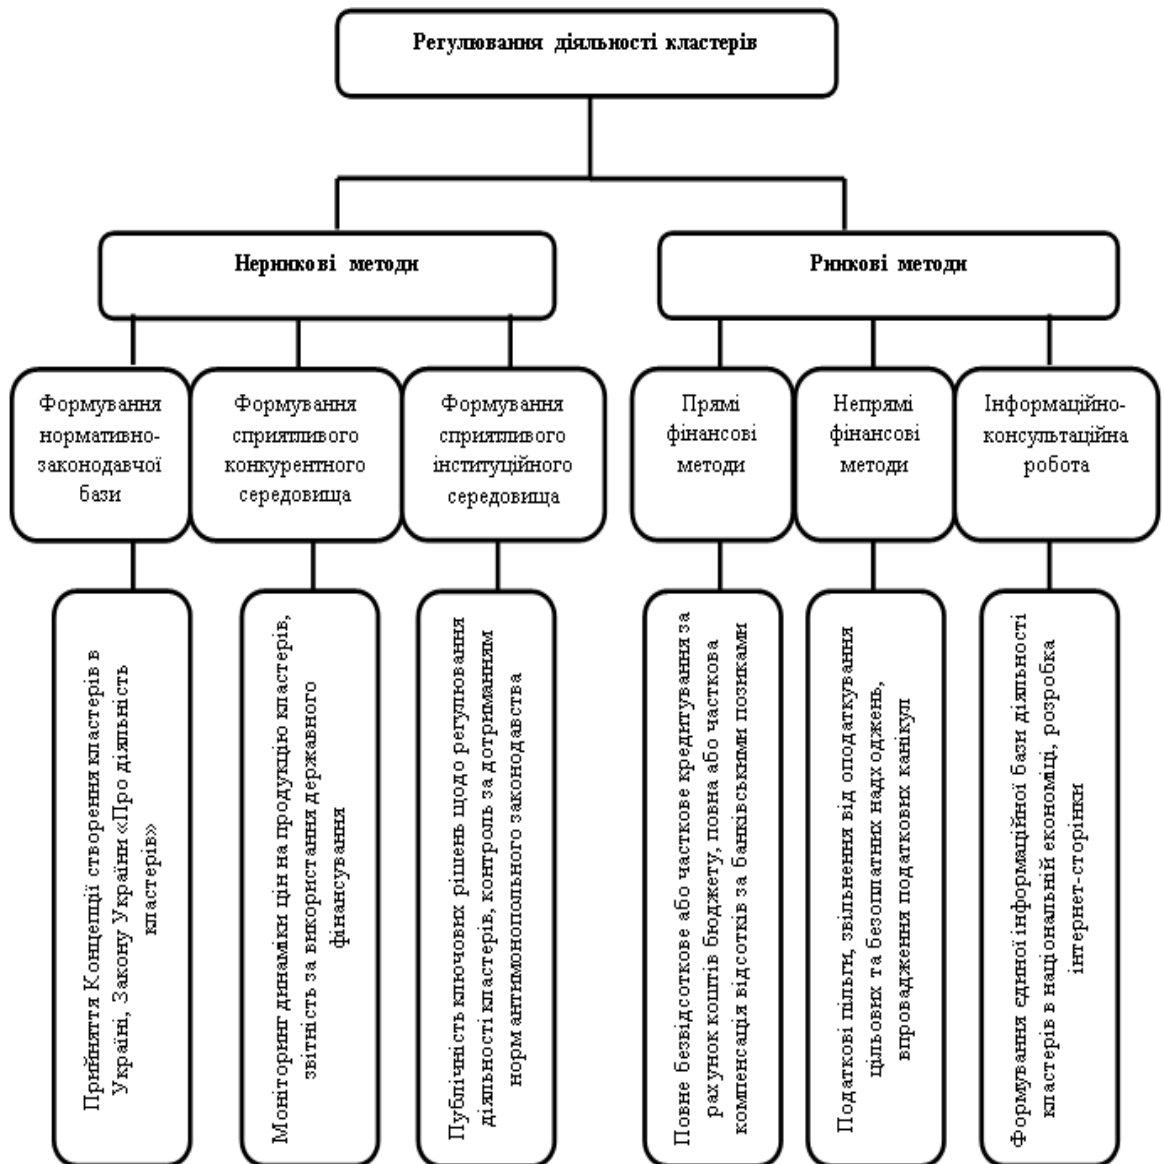 Регулювання діяльності кластерів
Неринкові методи
Ринкові методи
Формування
нормативно-
законодавчої
бази
Формування
сприятливого
конкурентного
середовища
Формування
сприятливого
інституційного
середовища
Прямі
фінансові
методи
Непрямі
фінансові
методи
Інформаційно-
консультаційна
робота
Прийняття Концепції створення кластерів в
Україні, Закону України «Про діяльність
кластерів»
Моніторинг динаміки цін на продукцію кластерів,
звітність за використання державного
фінансування
Публічність ключових рішень щодо регулювання
діяльності кластерів, контроль за дотриманням
норм антимонопольного законодавства
Повне безвідсоткове або часткове кредитування за
рахунок коштів бюджету, повна або часткова
компенсація відсотків за банківськими позиками
Податкові пільги, звільнення від оподаткування
цільових та безоплатних надходжень,
впровадження податкових канікул
Формування єдиної інформаційної бази діяльності
кластерів в національній економіці, розробка
інтернет-сторінки